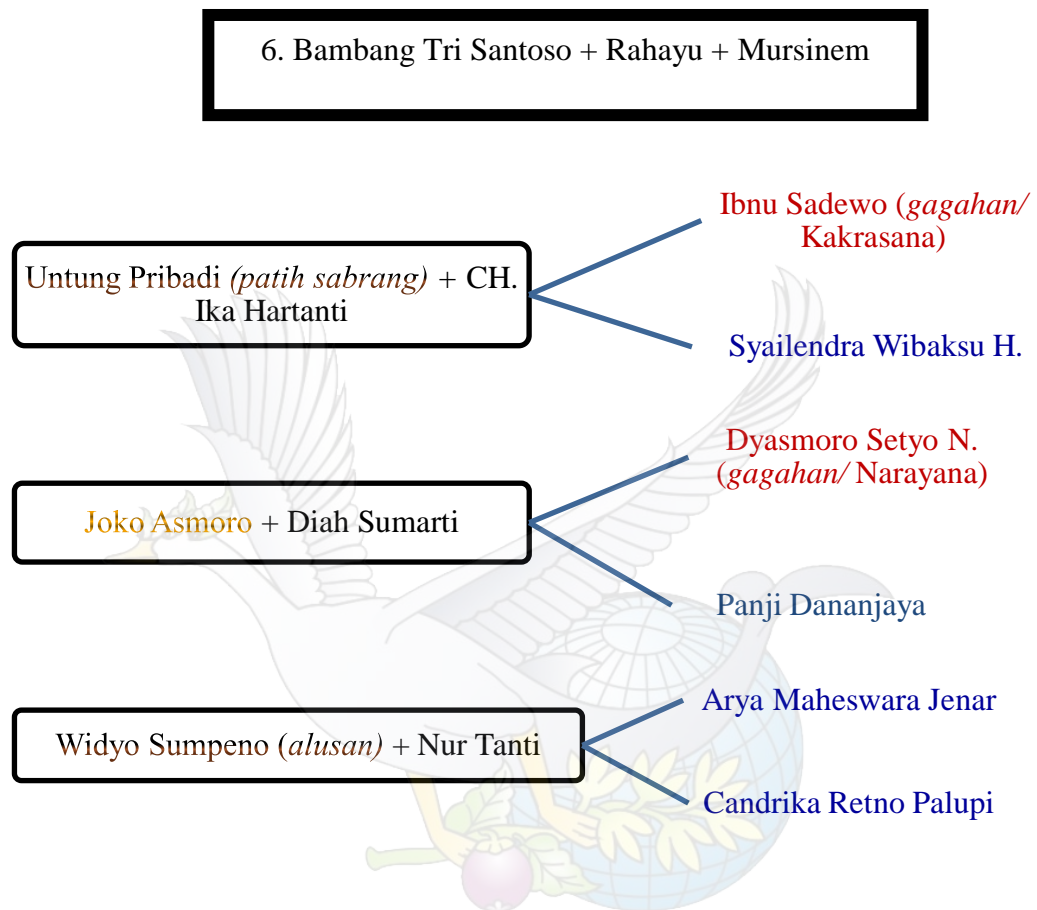 6. Bambang Tri Santoso + Rahayu + Mursinem
Untung Pribadi (patih sabrang) + CH.
Ika Hartanti
Ibnu Sadewo (gagahan/
Kakrasana)
Syailendra Wibaksu H.
Joko Asmoro + Diah Sumarti
Dyasmoro Setyo N.
(gagahan/ Narayana)
Panji Dananjaya
Widyo Sumpeno (alusan) + Nur Tanti
Arya Maheswara Jenar
Candrika Retno Palupi